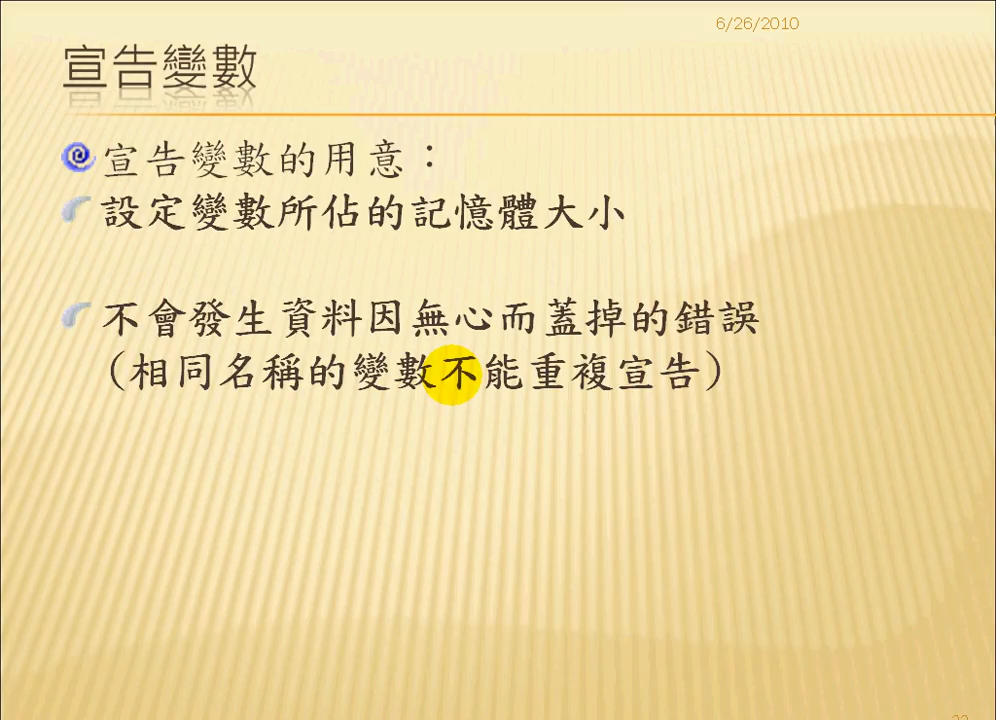 6/26/2010
宣告變數
宣告變數的用意：
設定變數所佔的記憶體大小
不會發生資料因無心而蓋掉的錯誤
（相同名稱的變數不能重複宣告）